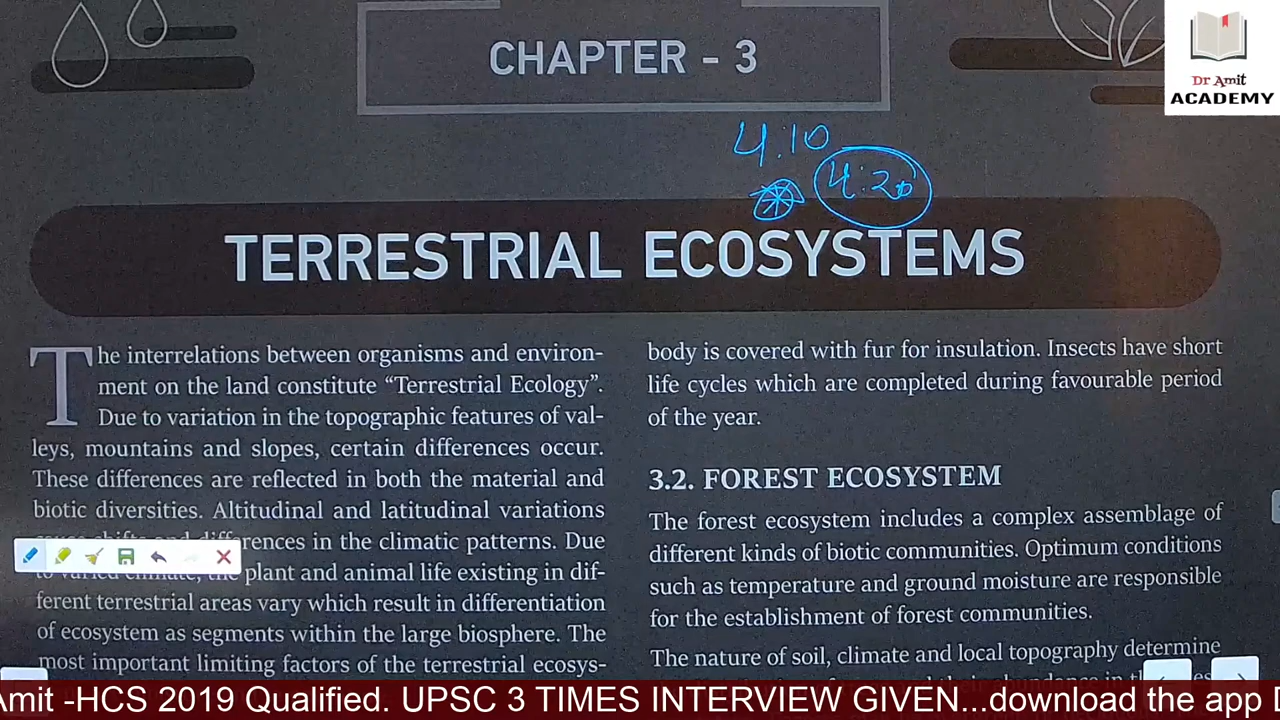 CHAPTER - 3
Dr Amit
ACADEMY
4:10
4:20
TERRESTRIAL ECOSYSTEMS
The interrelations between organisms and environ-
ment on the land constitute “Terrestrial Ecology”.
Due to variation in the topographic features of val-
leys, mountains and slopes, certain differences occur.
These differences are reflected in both the material and
biotic diversities. Altitudinal and latitudinal variations
differences in the climatic patterns. Due
the plant and animal life existing in dif-
ferent terrestrial areas vary which result in differentiation
of ecosystem as segments within the large biosphere. The
most important limiting factors of the terrestrial ecosys-
body is covered with fur for insulation. Insects have short
life cycles which are completed during favourable period
of the year.
3.2. FOREST ECOSYSTEM
The forest ecosystem includes a complex assemblage of
different kinds of biotic communities. Optimum conditions
such as temperature and ground moisture are responsible
for the establishment of forest communities.
The nature of soil, climate and local topography determine
Amit -HCS 2019 Qualified. UPSC 3 TIMES INTERVIEW GIVEN...download the app D